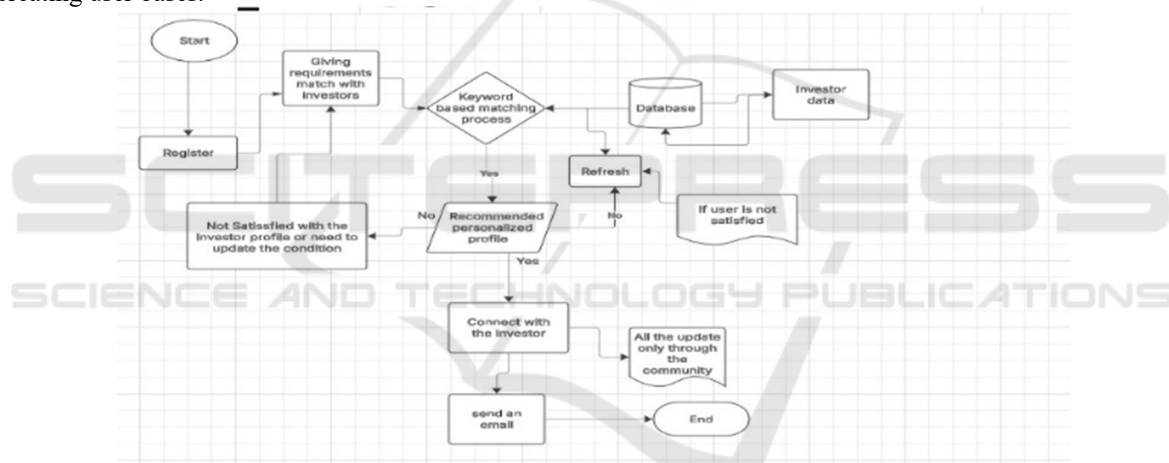 Start
Giving
requirements
match with
Investors
Keyword
based matching
process
Database
Investor
data
Register
Refresh
Yes
If user is not
satisfied
Not Satissfied with the
Investor profile or need to
update the condition
No
Recommended
personalized
profile
No
Yes
SCITEPRESS
SCIENCE AND TECHNOLOGY PUBLICATIONS
Connect with
the Investor
All the update
only through
the
community
send an
email
End